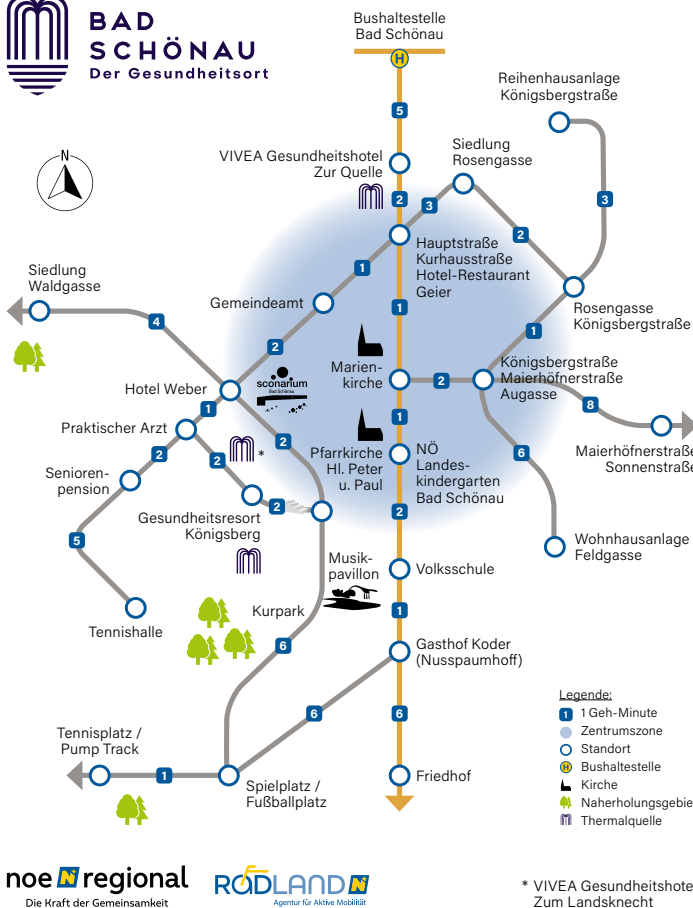 BAD
SCHÖNAU
Der Gesundheitsort
Bushaltestelle
Bad Schönau
H
5
Reihenhausanlage
Königsbergstraße
N
VIVEA Gesundheitshotel
Zur Quelle
Siedlung
Rosengasse
2
3
3
2
Hauptstraße
Kurhausstraße
Hotel-Restaurant
Geier
1
Siedlung
Waldgasse
Gemeindeamt
1
Rosengasse
Königsbergstraße
4
2
1
Marien-
kirche
2
Königsbergstraße
Maierhöfnerstraße
Augasse
Hotel Weber
sconarium
Bad Schönau
1
8
1
Praktischer Arzt
2
*
2
2
Pfarrkirche
Hl. Peter
u. Paul
NÖ
Landes-
kindergarten
Bad Schönau
6
Maierhöfnerstraße
Sonnenstraße
Senioren-
pension
2
2
Gesundheitsresort
Königsberg
5
Wohnhausanlage
Feldgasse
Musik-
pavillon
Volksschule
Tennishalle
Kurpark
1
6
Gasthof Koder
(Nusspaumhoff)
6
6
Legende:
1 1 Geh-Minute
Zentrumszone
Standort
H Bushaltestelle
Kirche
Naherholungsgebie
Thermalquelle
Tennisplatz /
Pump Track
1
Spielplatz /
Fußballplatz
Friedhof
noe N regional
Die Kraft der Gemeinsamkeit
RADLAND N
Agentur für Aktive Mobilität
* VIVEA Gesundheitshote
Zum Landsknecht